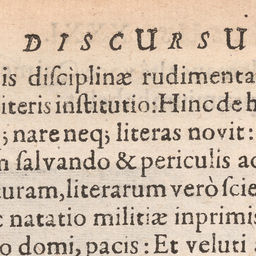 DISCURSU
is diſciplinæ rudimenta
iteris inſtitutio: Hinc de h
q; nare neq; literas novit:
n ſalvando & periculis ac
uram, literarum verò ſcie
c natatio militiæ inprimis
o domi, pacis: Et veluti a